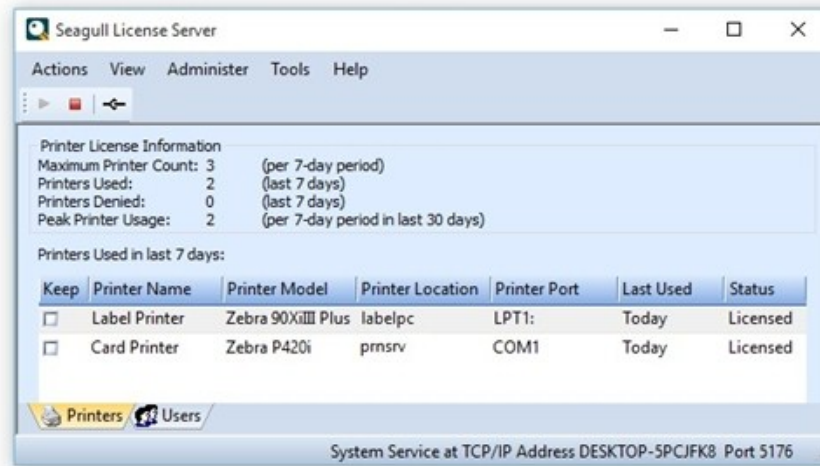 Seagull License Server
Actions View Administer Tools Help
Printer License Information
Maximum Printer Count: 3 (per 7-day period)
Printers Used: 2 (last 7 days)
Printers Denied: 0 (last 7 days)
Peak Printer Usage: 2 (per 7-day period in last 30 days)
Printers Used in last 7 days:
Keep Printer Name Printer Model Printer Location Printer Port Last Used Status
Label Printer Zebra 90XiIII Plus labelpc LPT1: Today Licensed
Card Printer Zebra P420i prnsrv COM1 Today Licensed
Printers Users
System Service at TCP/IP Address DESKTOP-5PCJFK8 Port 5176